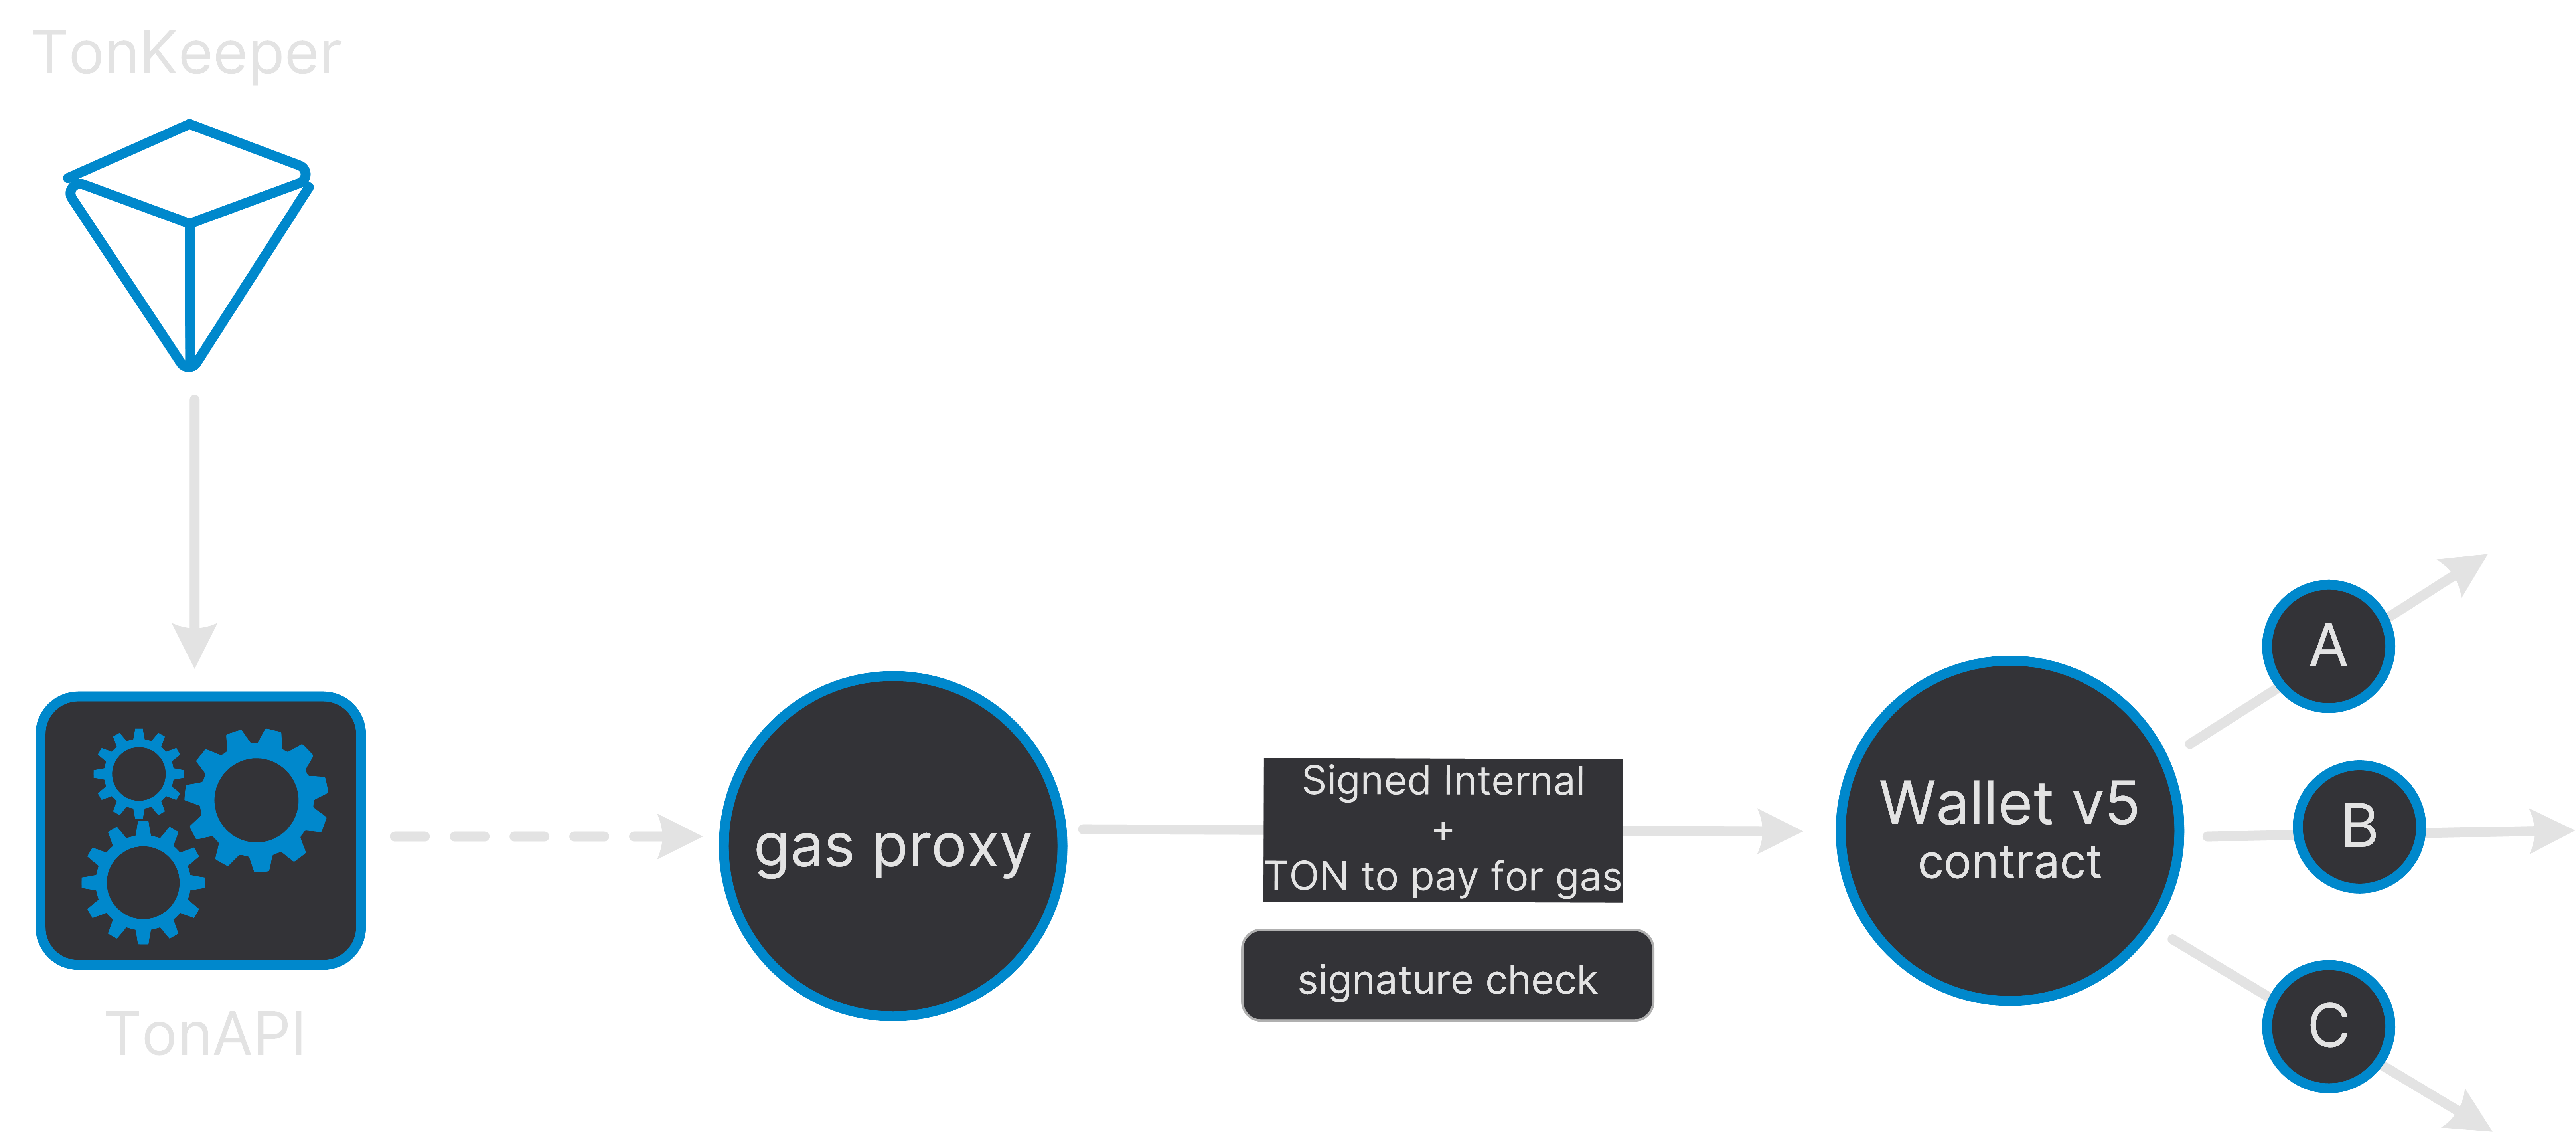 TonKeeper
TonAPI
gas proxy
Signed Internal
+
TON to pay for gas
signature check
Wallet v5
contract
A
B
C